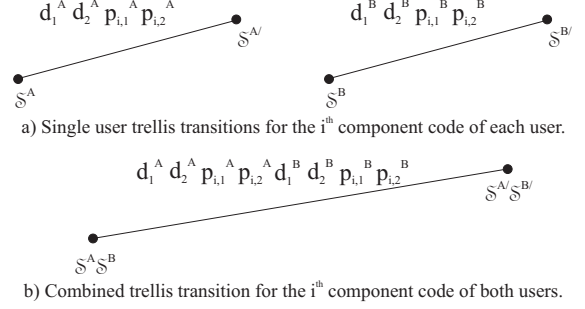 d₁ᴬ d₂ᴬ pᵢ,₁ᴬ pᵢ,₂ᴬ d₁ᴮ d₂ᴮ pᵢ,₁ᴮ pᵢ,₂ᴮ
𝒮ᴬ′ 𝒮ᴮ′
𝒮ᴬ 𝒮ᴮ
a) Single user trellis transitions for the iᵗʰ component code of each user.
d₁ᴬ d₂ᴬ pᵢ,₁ᴬ pᵢ,₂ᴬ d₁ᴮ d₂ᴮ pᵢ,₁ᴮ pᵢ,₂ᴮ
𝒮ᴬ′𝒮ᴮ′
𝒮ᴬ𝒮ᴮ
b) Combined trellis transition for the iᵗʰ component code of both users.